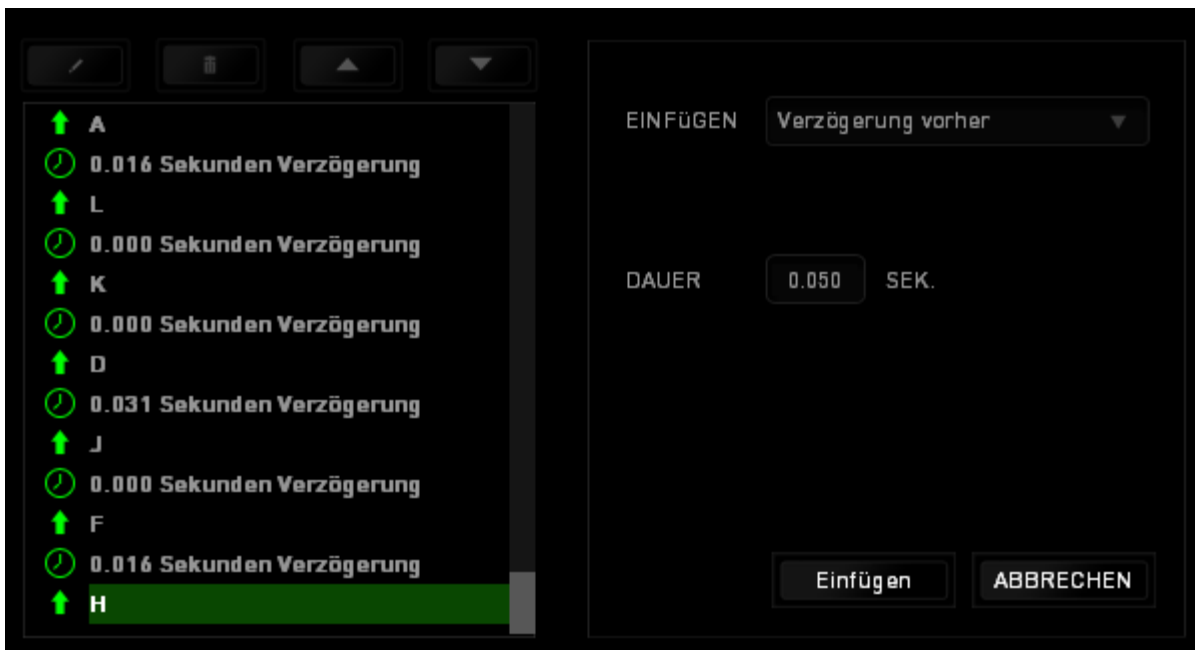 A
0.016 Sekunden Verzögerung
L
0.000 Sekunden Verzögerung
K
0.000 Sekunden Verzögerung
D
0.031 Sekunden Verzögerung
J
0.000 Sekunden Verzögerung
F
0.016 Sekunden Verzögerung
H
EINFüGEN Verzögerung vorher
DAUER 0.050 SEK.
Einfügen ABBRECHEN